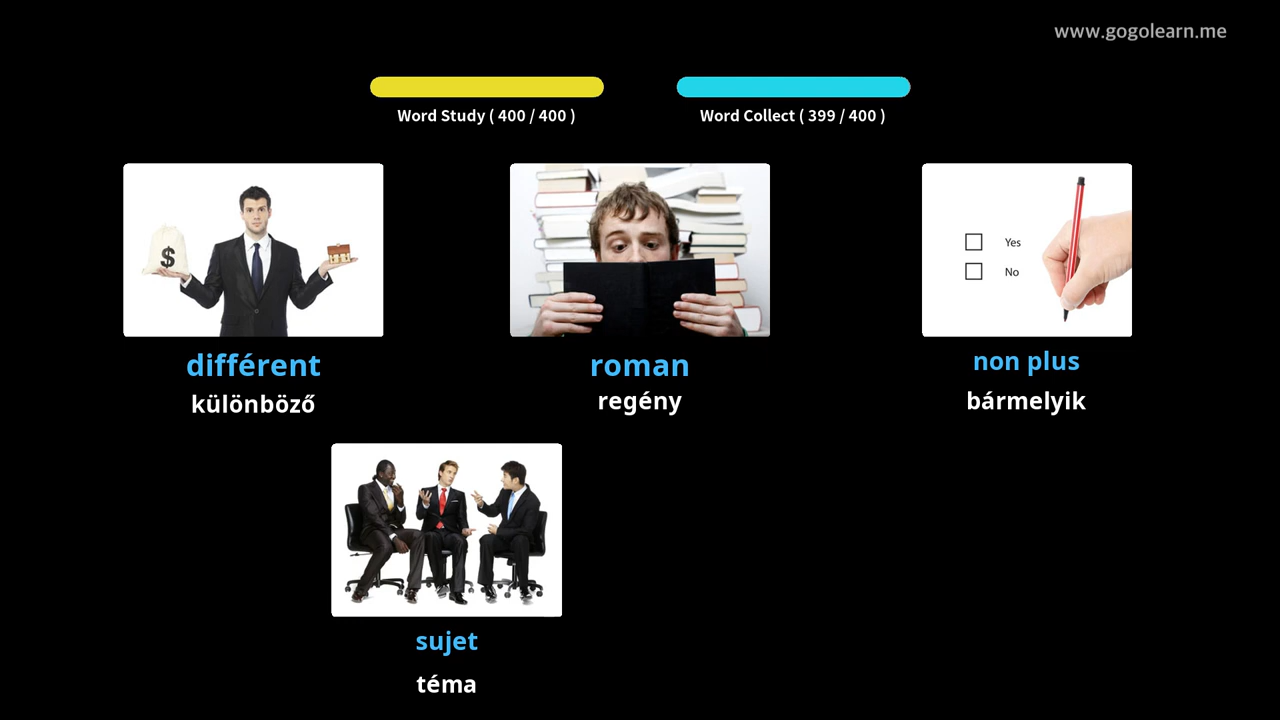 www.gogolearn.me
Word Study ( 400 / 400 )
Word Collect ( 399 / 400 )
$
Yes
No
différent
roman
non plus
különböző
regény
bármelyik
sujet
téma